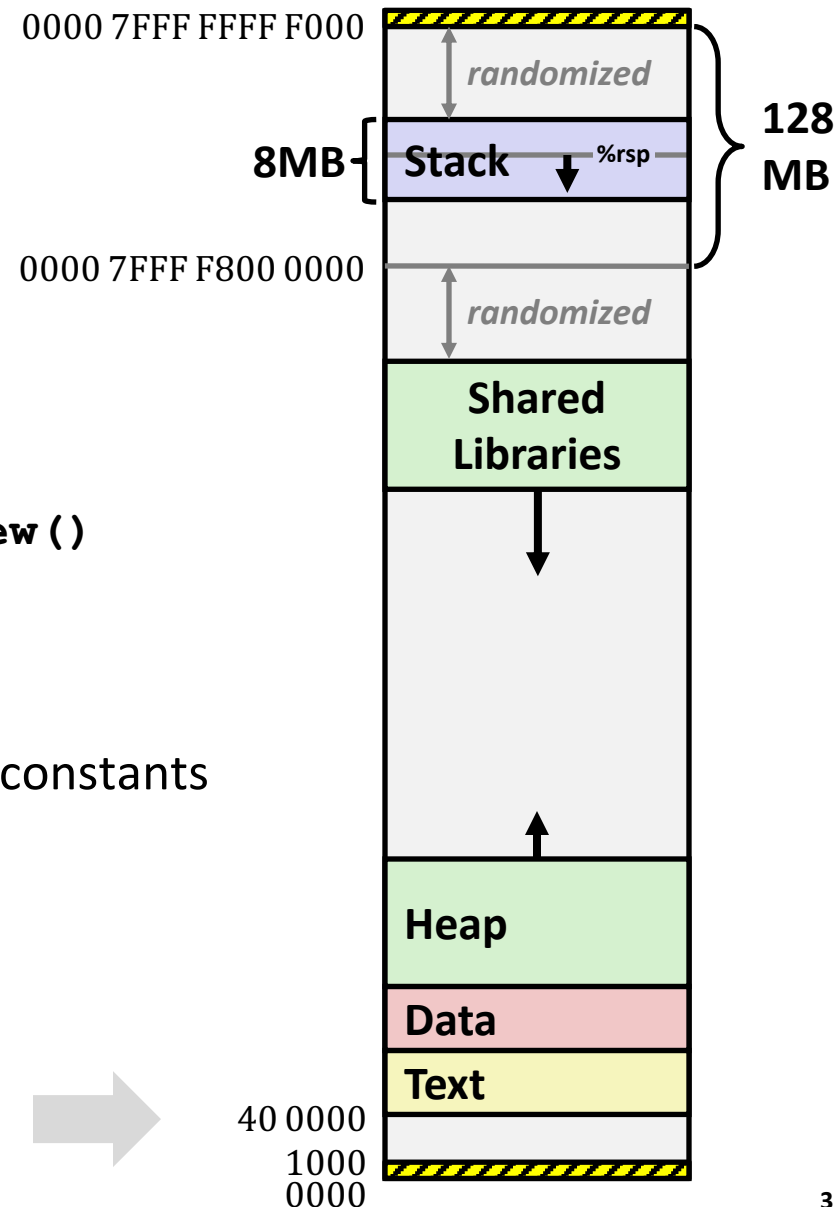 0000 7FFF FFFF F000
randomized
128
MB
8MB
Stack
%rsp
0000 7FFF F800 0000
randomized
Shared
Libraries
ew()
constants
Heap
Data
Text
40 0000
1000
0000
3